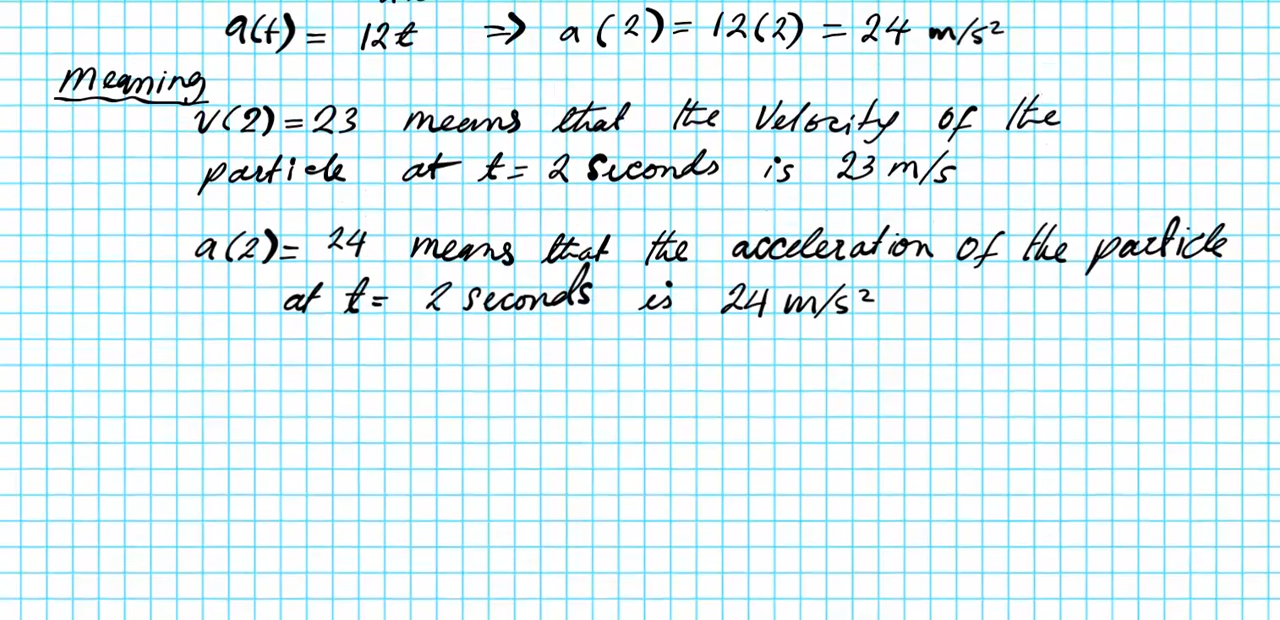 a(t) = 12t ⇒ a(2) = 12(2) = 24 m/s²
Meaning
v(2) = 23 means that the Velocity of the
particle at t = 2 seconds is 23 m/s
a(2) = 24 means that the acceleration of the particle
at t = 2 seconds is 24 m/s²